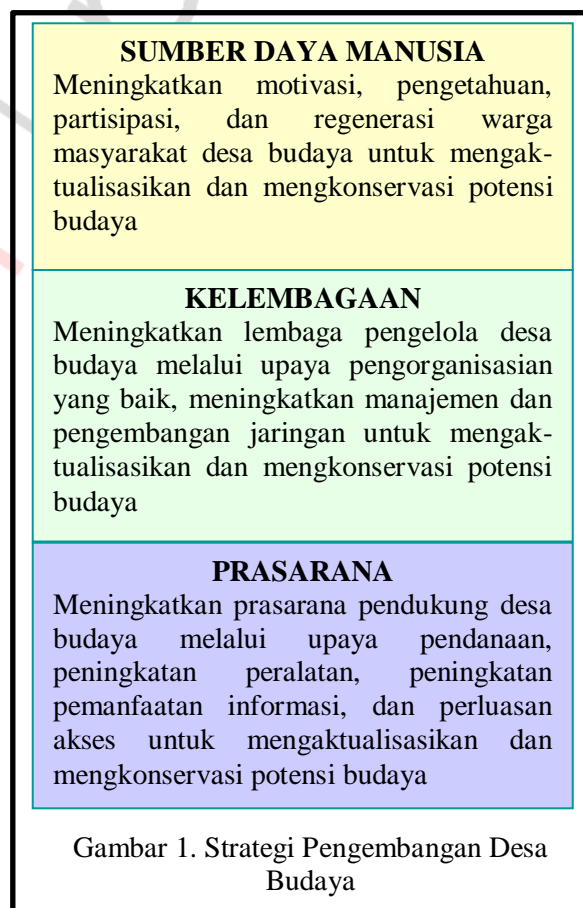 SUMBER DAYA MANUSIA
Meningkatkan motivasi, pengetahuan,
partisipasi, dan regenerasi warga
masyarakat desa budaya untuk mengak-
tualisasikan dan mengkonservasi potensi
budaya
KELEMBAGAAN
Meningkatkan lembaga pengelola desa
budaya melalui upaya pengorganisasian
yang baik, meningkatkan manajemen dan
pengembangan jaringan untuk mengak-
tualisasikan dan mengkonservasi potensi
budaya
PRASARANA
Meningkatkan prasarana pendukung desa
budaya melalui upaya pendanaan,
peningkatan peralatan, peningkatan
pemanfaatan informasi, dan perluasan
akses untuk mengaktualisasikan dan
mengkonservasi potensi budaya
Gambar 1. Strategi Pengembangan Desa
Budaya